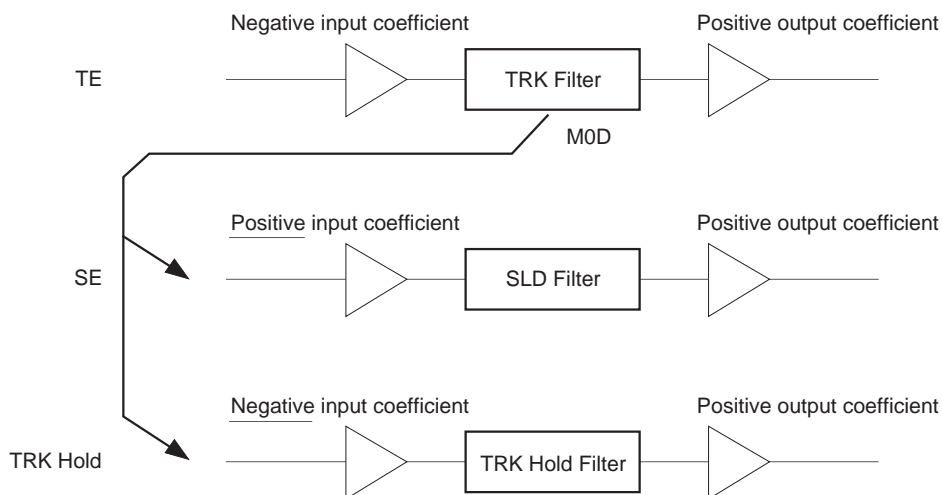 Negative input coefficient
Positive output coefficient
TE
TRK Filter
M0D
Positive input coefficient
Positive output coefficient
SE
SLD Filter
Negative input coefficient
Positive output coefficient
TRK Hold
TRK Hold Filter